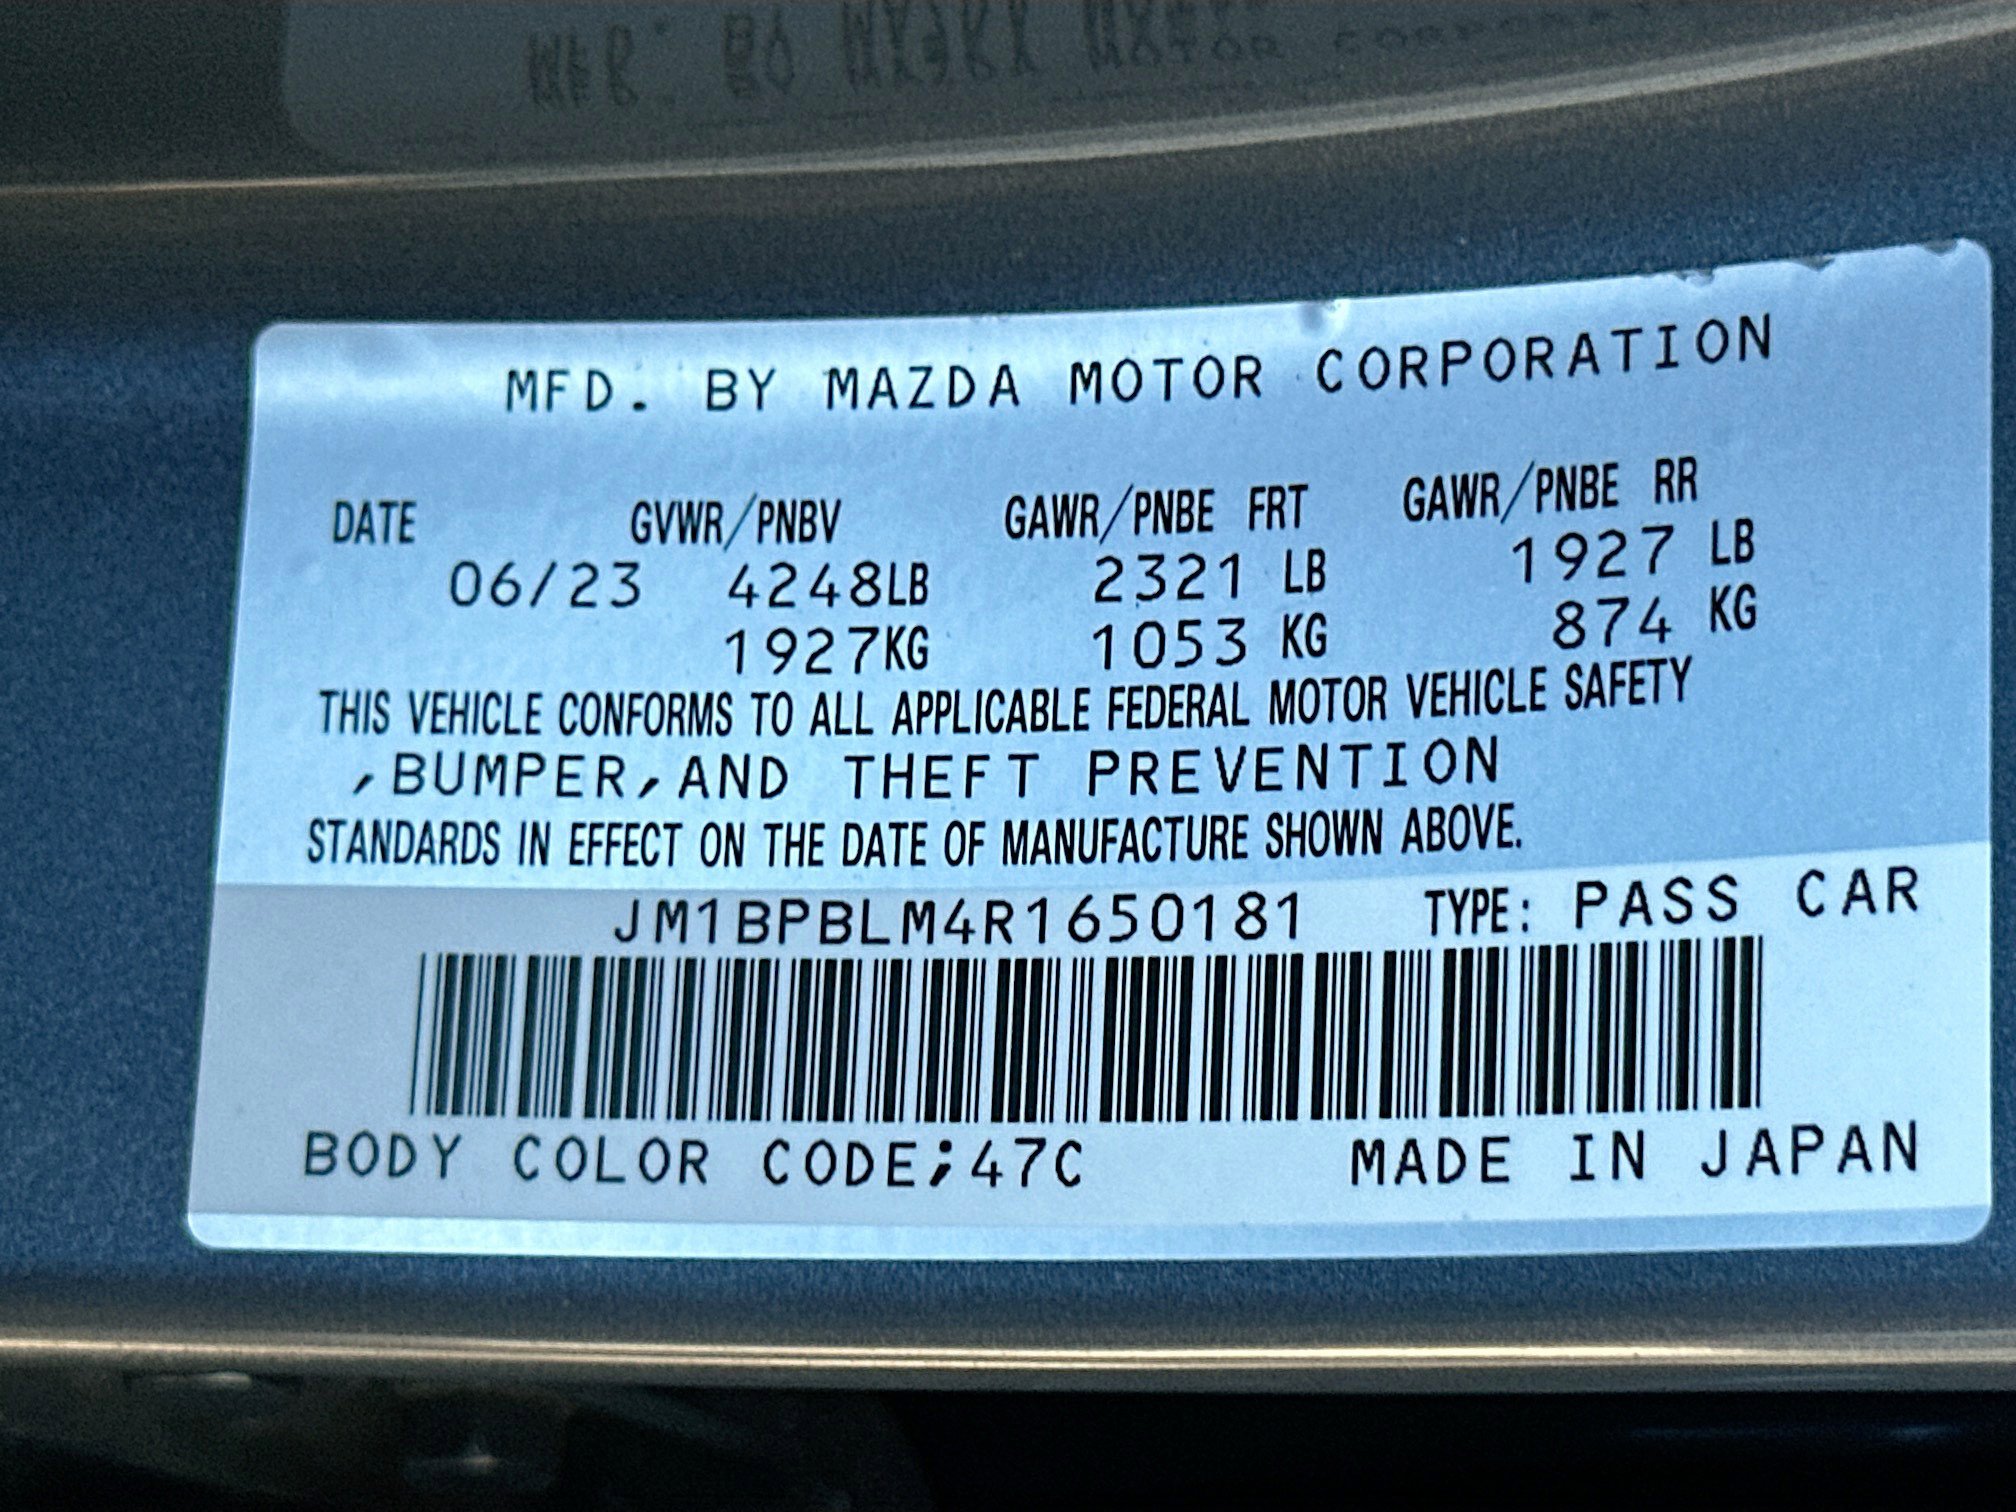 MFD. BY MAZDA MOTOR CORPORATION
DATE GVWR/PNBV GAWR/PNBE FRT GAWR/PNBE RR
06/23 4248LB 2321 LB 1927 LB
1927KG 1053 KG 874 KG
THIS VEHICLE CONFORMS TO ALL APPLICABLE FEDERAL MOTOR VEHICLE SAFETY
,BUMPER,AND THEFT PREVENTION
STANDARDS IN EFFECT ON THE DATE OF MANUFACTURE SHOWN ABOVE.
JM1BPBLM4R1650181 TYPE: PASS CAR
BODY COLOR CODE;47C MADE IN JAPAN